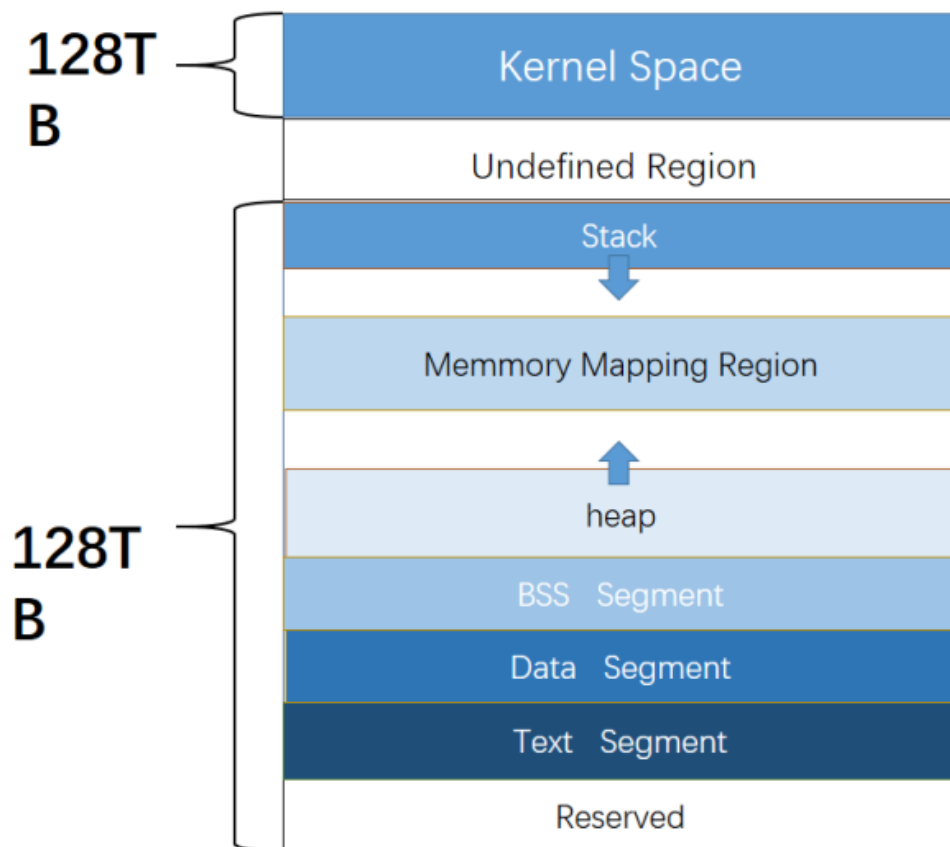 128T
B
Kernel Space
Undefined Region
Stack
Memmory Mapping Region
heap
128T
B
BSS Segment
Data Segment
Text Segment
Reserved